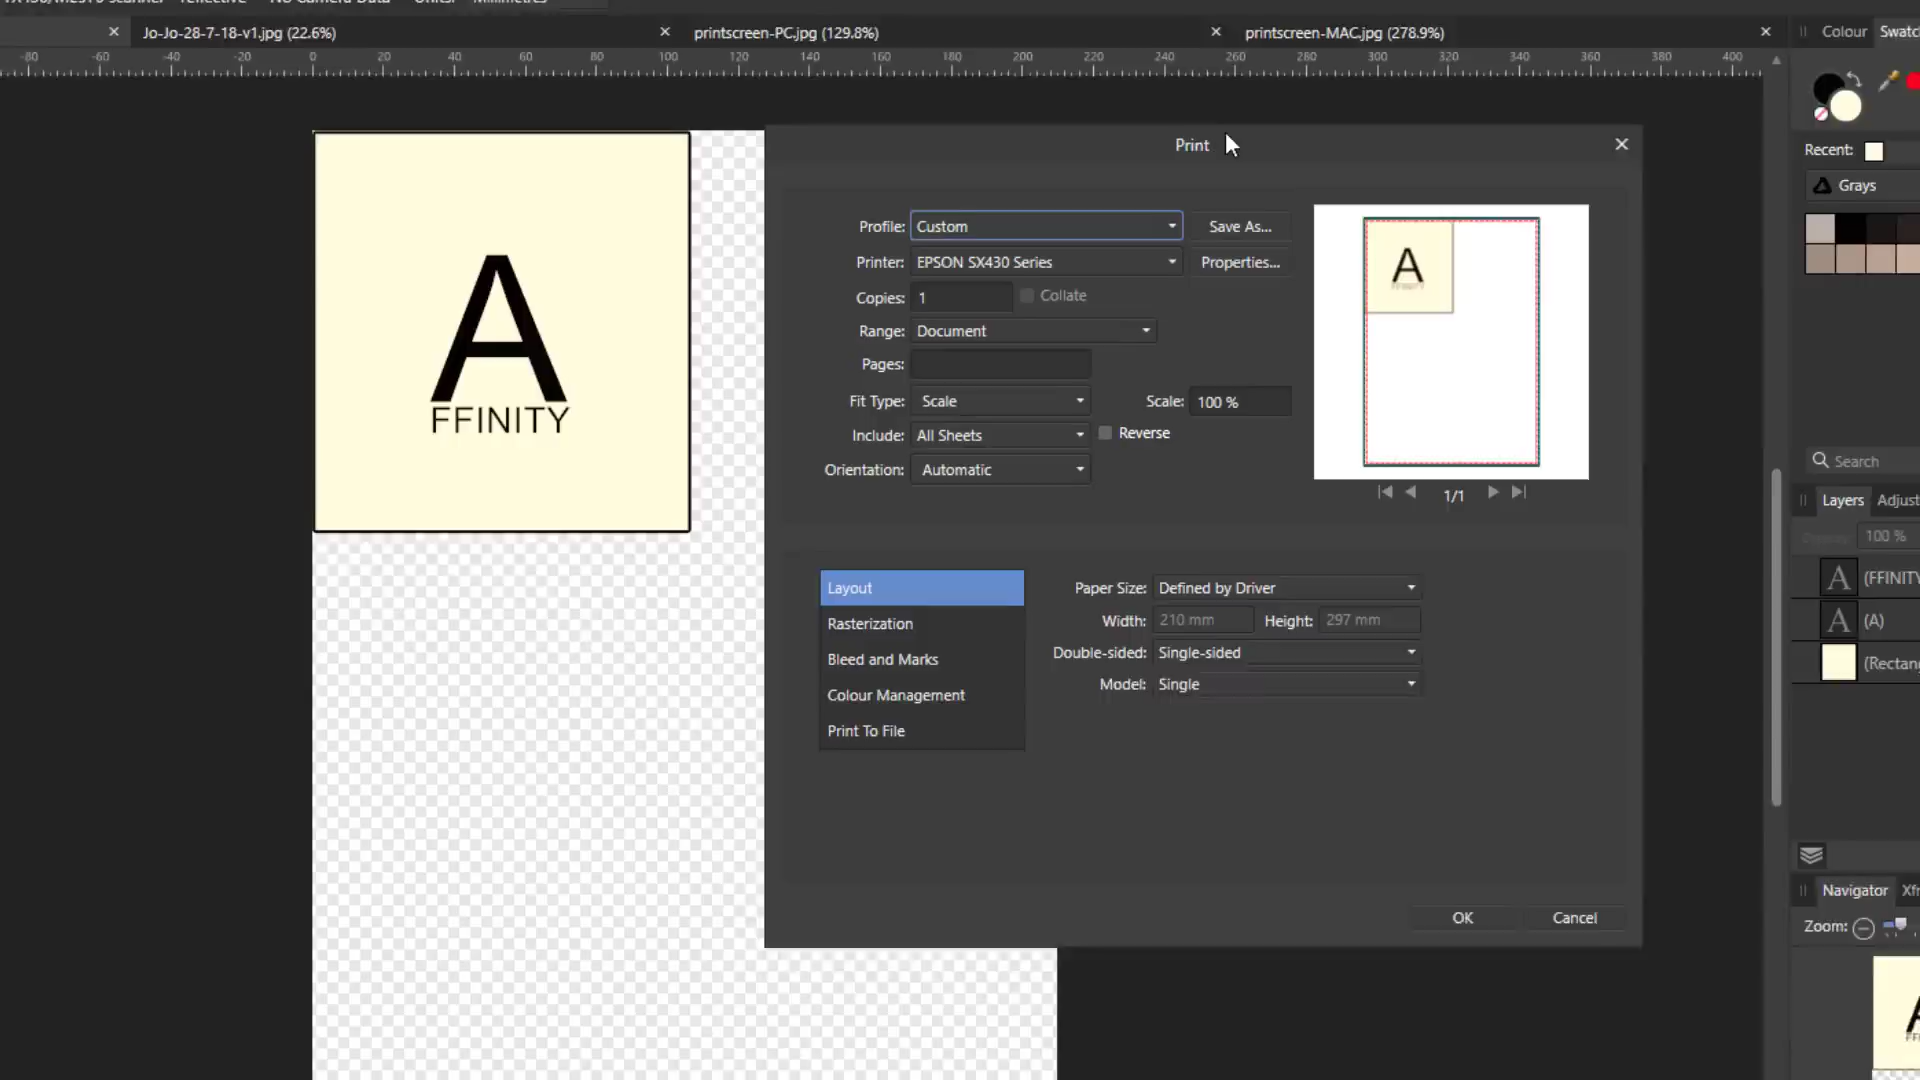 Jo-Jo-28-7-18-v1.jpg (22.6%) printscreen-PC.jpg (129.8%) printscreen-MAC.jpg (278.9%) Colour
-80 -60 -40 -20 0 20 40 60 80 100 120 140 160 180 200 220 240 260 280 300 320 340 360 380 400
A
FFINITY
Print
Profile: Custom Save As...
Printer: EPSON SX430 Series Properties...
Copies: 1 Collate
Range: Document
Pages:
Fit Type: Scale Scale: 100 %
Include: All Sheets Reverse
Orientation: Automatic
A
FFINITY
1/1
Layout
Rasterization
Bleed and Marks
Colour Management
Print To File
Paper Size: Defined by Driver
Width: 210 mm Height: 297 mm
Double-sided: Single-sided
Model: Single
OK Cancel
Recent:
Grays
Search
Layers Adjust
100 %
A (FFINITY
A (A)
(Rectan
Navigator Xf
Zoom: